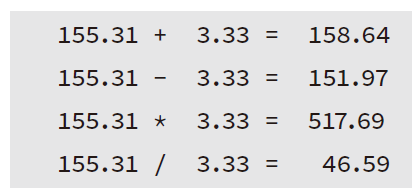 155.31 + 3.33 = 158.64
155.31 - 3.33 = 151.97
155.31 * 3.33 = 517.69
155.31 / 3.33 = 46.59